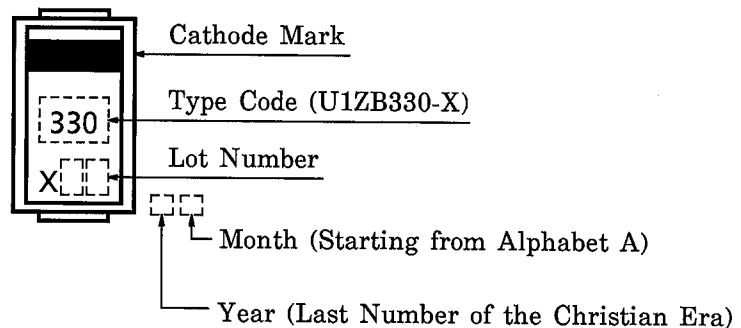 Cathode Mark
Type Code (U1ZB330-X)
330
Lot Number
X
Month (Starting from Alphabet A)
Year (Last Number of the Christian Era)